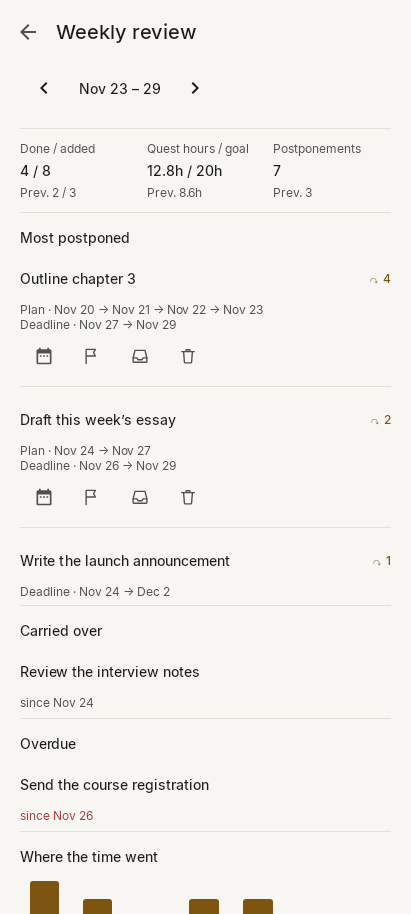 Weekly review
Nov 23 – 29
Done / added
4 / 8
Prev. 2 / 3
Quest hours / goal
12.8h / 20h
Prev. 8.6h
Postponements
7
Prev. 3
Most postponed
Outline chapter 3
4
Plan · Nov 20 → Nov 21 → Nov 22 → Nov 23
Deadline · Nov 27 → Nov 29
Draft this week’s essay
2
Plan · Nov 24 → Nov 27
Deadline · Nov 26 → Nov 29
Write the launch announcement
1
Deadline · Nov 24 → Dec 2
Carried over
Review the interview notes
since Nov 24
Overdue
Send the course registration
since Nov 26
Where the time went